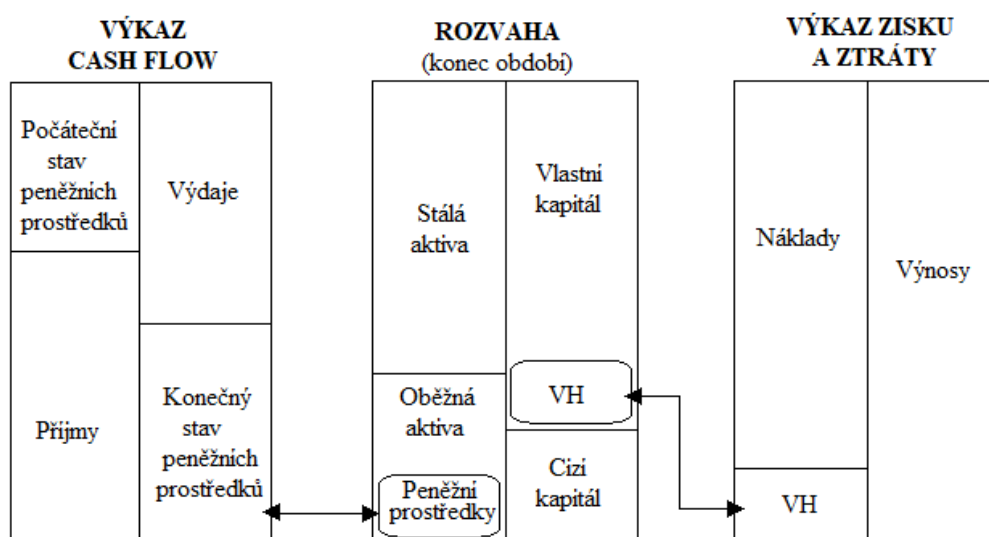 VÝKAZ
CASH FLOW
Počáteční
stav
peněžních
prostředků
Výdaje
Příjmy
Konečný
stav
peněžních
prostředků
ROZVAHA
(konec období)
Stálá
aktiva
Vlastní
kapitál
VH
Oběžná
aktiva
Peněžní
prostředky
Cizí
kapitál
VÝKAZ ZISKU
A ZTRÁTY
Náklady
Výnosy
VH